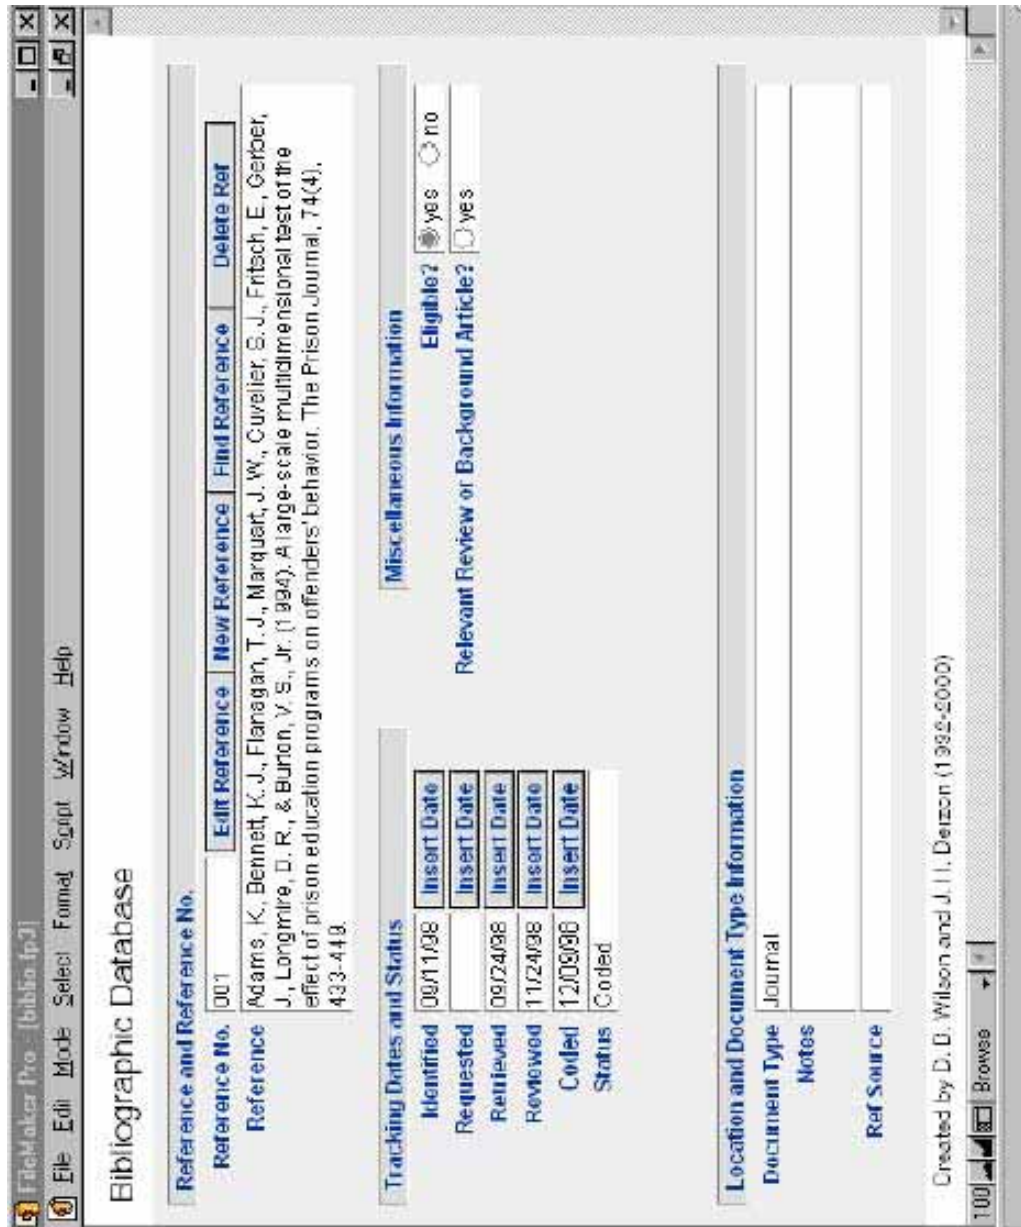 FileMaker Pro - [biblio.fp3]
File Edit Mode Select Format Script Window Help
Bibliographic Database
Reference and Reference No.
Reference No. 001 Edit Reference New Reference Find Reference Delete Ref
Reference Adams, K., Bennett, K. J., Flanagan, T. J., Marquart, J. W., Cuvelier, S. J., Fritsch, E., Gerber,
J., Longmire, D. R., & Burton, V. S., Jr. (1994). A large-scale multidimensional test of the
effect of prison education programs on offenders' behavior. The Prison Journal, 74(4),
433-449.
Tracking Dates and Status Miscellaneous Information
Identified 09/11/98 Insert Date Eligible? yes no
Requested Insert Date Relevant Review or Background Article? yes
Retrieved 09/24/98 Insert Date
Reviewed 11/24/98 Insert Date
Coded 12/09/98 Insert Date
Status Coded
Location and Document Type Information
Document Type Journal
Notes
Ref Source
Created by D. B. Wilson and J. H. Derzon (1992-2000)
100 Browse